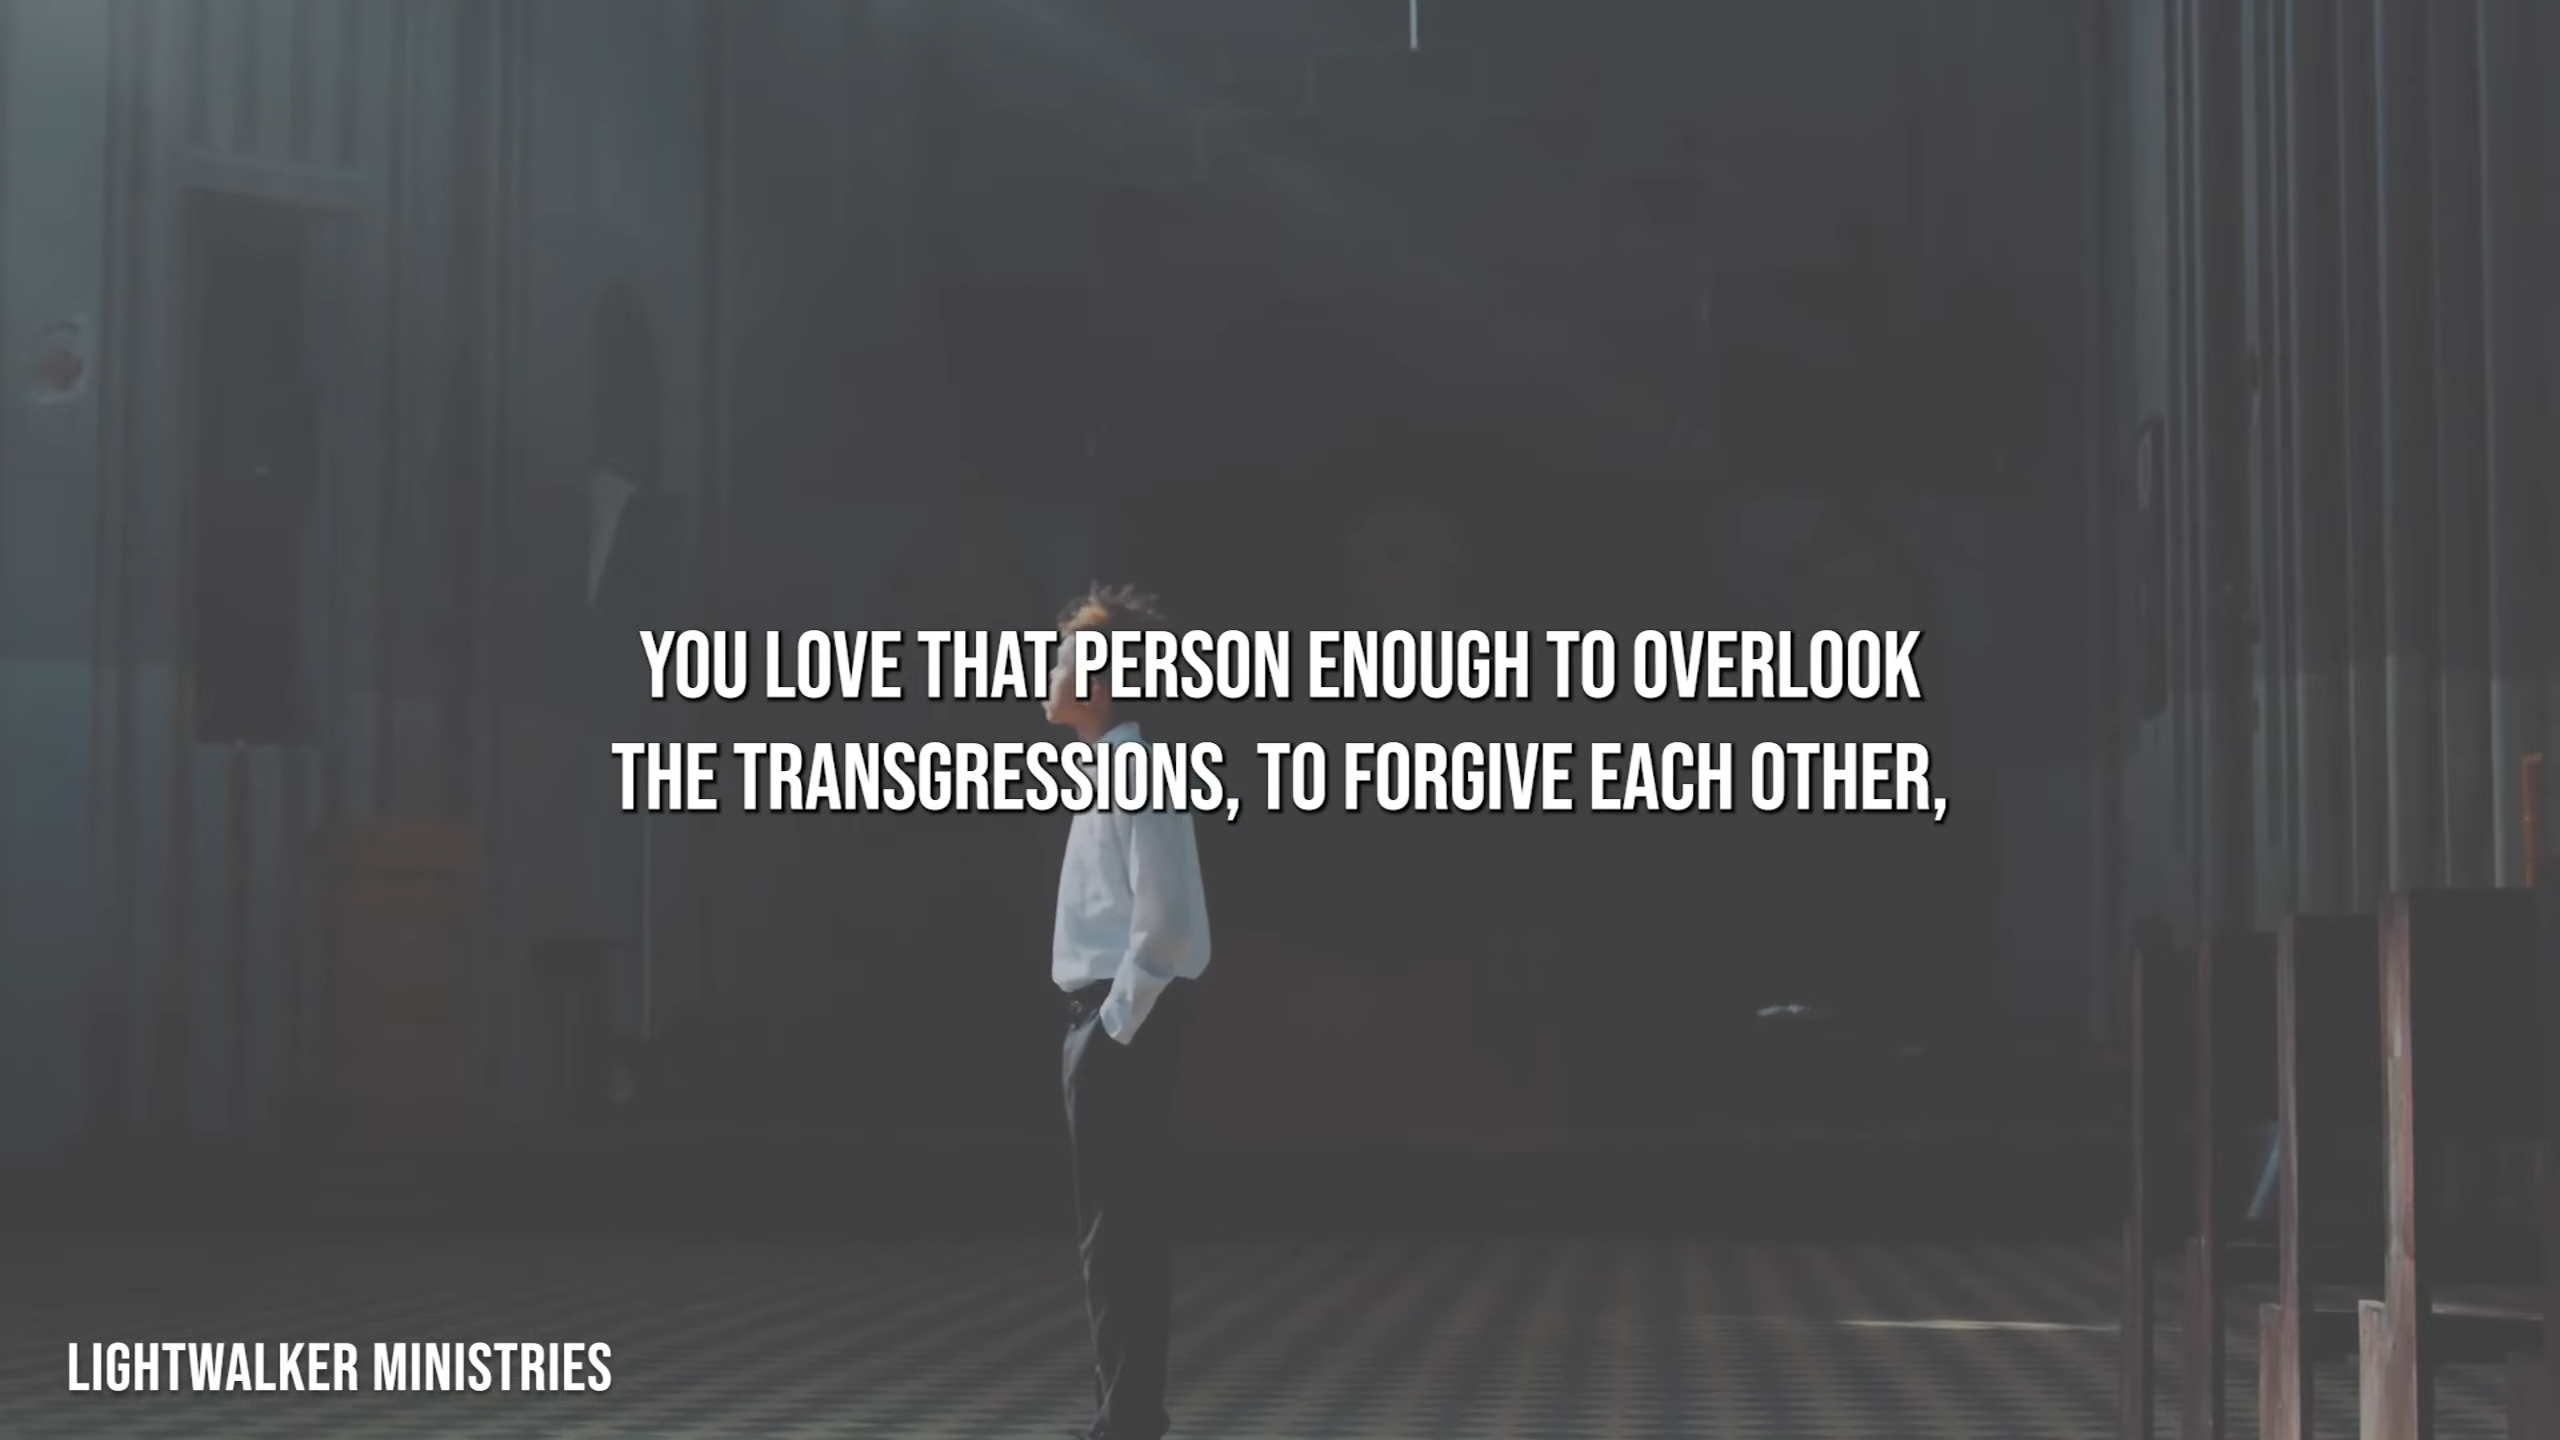 YOU LOVE THAT PERSON ENOUGH TO OVERLOOK
THE TRANSGRESSIONS, TO FORGIVE EACH OTHER,
LIGHTWALKER MINISTRIES